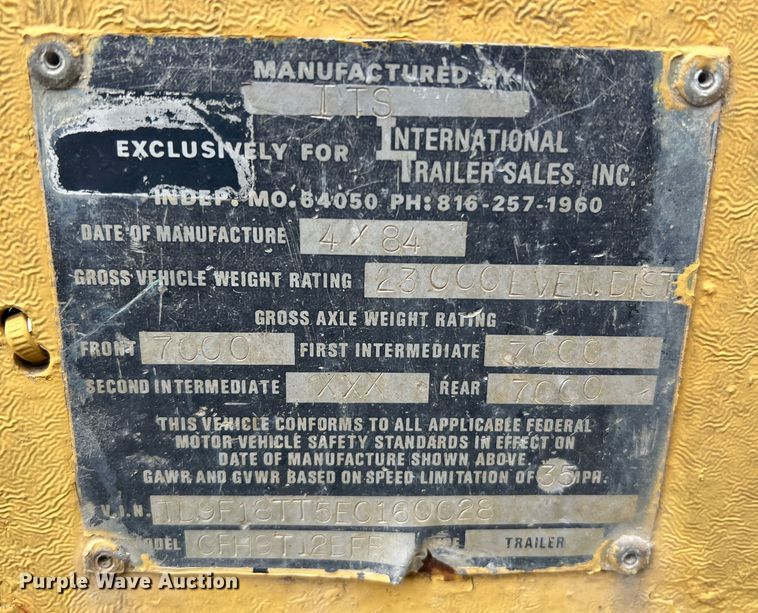 MANUFACTURED BY
ITS
EXCLUSIVELY FOR INTERNATIONAL TRAILER SALES, INC.
INDEP. MO. 64050 PH: 816-257-1960
DATE OF MANUFACTURE 4/84
GROSS VEHICLE WEIGHT RATING 23000 EVEN.DIST
GROSS AXLE WEIGHT RATING
FRONT 7000 FIRST INTERMEDIATE 7000
SECOND INTERMEDIATE XXX REAR 7000
THIS VEHICLE CONFORMS TO ALL APPLICABLE FEDERAL
MOTOR VEHICLE SAFETY STANDARDS IN EFFECT ON
DATE OF MANUFACTURE SHOWN ABOVE.
GAWR AND GVWR BASED ON SPEED LIMITATION OF 35 MPH.
V.I.N. TL9F18TT5EC160028
MODEL TRAILER
Purple Wave Auction